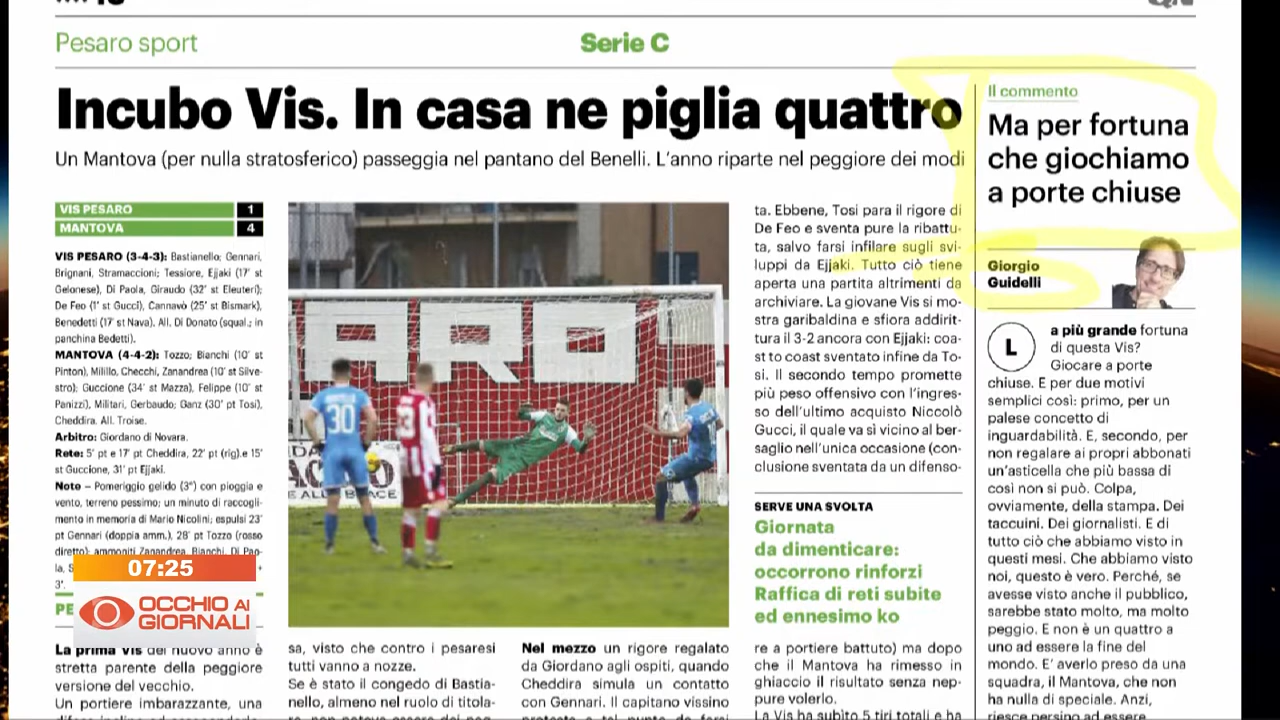 Pesaro sport
Serie C
Incubo Vis. In casa ne piglia quattro
Un Mantova (per nulla stratosferico) passeggia nel pantano del Benelli. L'anno riparte nel peggiore dei modi
VIS PESARO 1
MANTOVA 4
VIS PESARO (3-4-3): Bastianello; Gennari,
Brignani, Stramaccioni; Tessiore, Ejjaki (17' st
Gelonese), Di Paola, Giraudo (32' st Eleuteri);
De Feo (1' st Gucci), Cannavò (25' st Bismark),
Benedetti (17' st Nava). All. Di Donato (squal.; in
panchina Bedetti).
MANTOVA (4-4-2): Tozzo; Bianchi (10' st
Pinton), Milillo, Checchi, Zanandrea (10' st Silve-
stro); Guccione (34' st Mazza), Felippe (10' st
Panizzi), Militari, Gerbaudo; Ganz (30' pt Tosi),
Cheddira. All. Troise.
Arbitro: Giordano di Novara.
Rete: 5' pt e 17' pt Cheddira, 22' pt (rig).e 15'
st Guccione, 31' pt Ejjaki.
Note – Pomeriggio gelido (3°) con pioggia e
vento, terreno pessimo; un minuto di raccogli-
mento in memoria di Mario Nicolini; espulsi 23'
pt Gennari (doppia amm.), 28' pt Tozzo (rosso
diretto); ammoniti Zanandrea, Bianchi, Di Pao-
la, S
3'.
07:25
OCCHIO AI
GIORNALI
PE
La prima Vis del nuovo anno è
stretta parente della peggiore
versione del vecchio.
Un portiere imbarazzante, una
ARO
30
sa, visto che contro i pesaresi
tutti vanno a nozze.
Se è stato il congedo di Bastia-
nello, almeno nel ruolo di titola-
Nel mezzo un rigore regalato
da Giordano agli ospiti, quando
Cheddira simula un contatto
con Gennari. Il capitano vissino
ta. Ebbene, Tosi para il rigore di
De Feo e sventa pure la ribattu-
ta, salvo farsi infilare sugli svi-
luppi da Ejjaki. Tutto ciò tiene
aperta una partita altrimenti da
archiviare. La giovane Vis si mo-
stra garibaldina e sfiora addirit-
tura il 3-2 ancora con Ejjaki: coa-
st to coast sventato infine da To-
si. Il secondo tempo promette
più peso offensivo con l'ingres-
so dell'ultimo acquisto Niccolò
Gucci, il quale va sì vicino al ber-
saglio nell'unica occasione (con-
clusione sventata da un difenso-
SERVE UNA SVOLTA
Giornata
da dimenticare:
occorrono rinforzi
Raffica di reti subite
ed ennesimo ko
re a portiere battuto) ma dopo
che il Mantova ha rimesso in
ghiaccio il risultato senza nep-
pure volerlo.
La Vis ha subìto 5 tiri totali e ha
Il commento
Ma per fortuna
che giochiamo
a porte chiuse
Giorgio
Guidelli
L a più grande fortuna
di questa Vis?
Giocare a porte
chiuse. E per due motivi
semplici così: primo, per un
palese concetto di
inguardabilità. E, secondo, per
non regalare ai propri abbonati
un'asticella che più bassa di
così non si può. Colpa,
ovviamente, della stampa. Dei
taccuini. Dei giornalisti. E di
tutto ciò che abbiamo visto in
questi mesi. Che abbiamo visto
noi, questo è vero. Perché, se
avesse visto anche il pubblico,
sarebbe stato molto, ma molto
peggio. E non è un quattro a
uno ad essere la fine del
mondo. E' averlo preso da una
squadra, il Mantova, che non
ha nulla di speciale. Anzi,
riesce persino ad essere